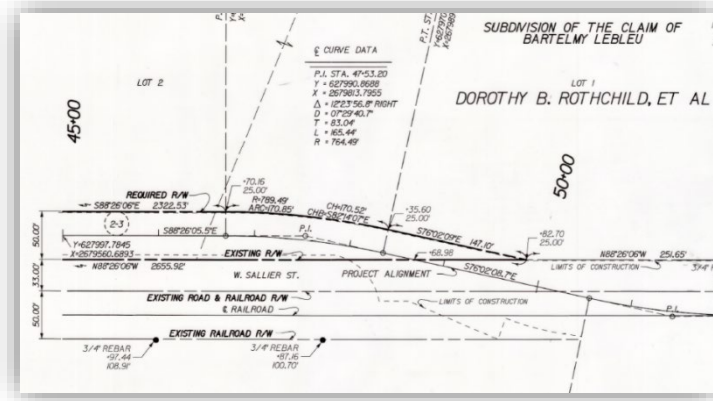 SUBDIVISION OF THE CLAIM OF
BARTELMY LEBLEU
℄ CURVE DATA
P.I. STA. 47+53.20
Y = 627990.8688
X = 2679813.7955
Δ = 12°23'56.8" RIGHT
D = 07°29'40.7"
T = 83.04'
L = 165.44'
R = 764.49'
P.T. ST
Y=62797
X=267989
LOT 2
LOT 1
DOROTHY B. ROTHCHILD, ET AL
45+00
50+00
REQUIRED R/W
S88°26'06"E 2322.53'
+70.16
25.00'
R=789.49'
ARC=170.85'
CH=170.52'
CHB=S82°14'07"E
+35.60
25.00'
2-3
S88°26'05.5"E
P.I.
S76°02'09"E 147.10'
+82.70
25.00'
50.00'
Y=627997.7845
X=2679560.6893
EXISTING R/W
+68.98
N88°26'06"W 251.65'
LIMITS OF CONSTRUCTION
N88°26'06"W 2655.92'
W. SALLIER ST.
PROJECT ALIGNMENT
S76°02'08.7"E
33.00'
EXISTING ROAD & RAILROAD R/W
LIMITS OF CONSTRUCTION
℄ RAILROAD
P.I.
50.00'
EXISTING RAILROAD R/W
3/4" REBAR
+97.44
108.91'
3/4" REBAR
+87.16
100.70'